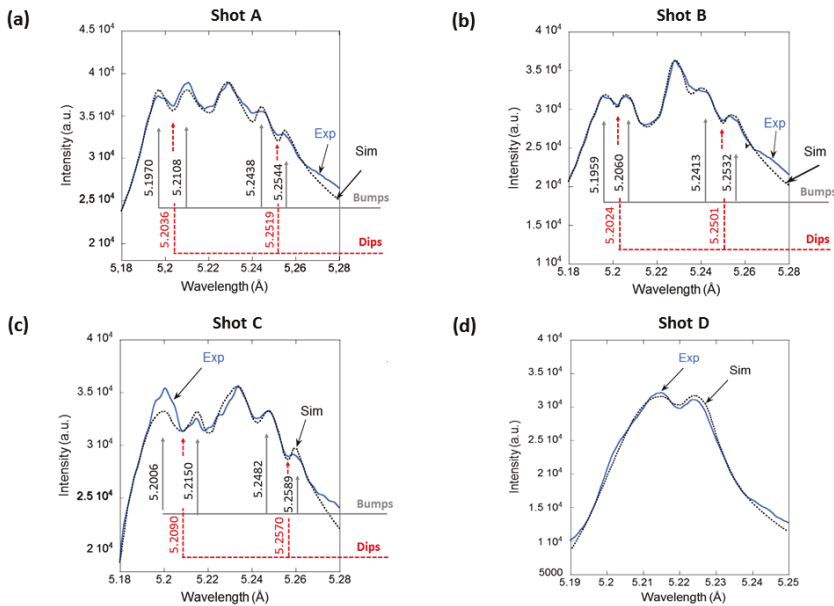 (a)
Shot A
4.5 10⁴
4 10⁴
3.5 10⁴
3 10⁴
2.5 10⁴
2 10⁴
Intensity (a.u.)
5.1970
5.2108
5.2438
5.2544
5.2036
5.2519
Exp
Sim
Bumps
Dips
5.18 5.2 5.22 5.24 5.26 5.28
Wavelength (Å)
(b)
Shot B
4 10⁴
3.5 10⁴
3 10⁴
2.5 10⁴
2 10⁴
1.5 10⁴
1 10⁴
Intensity (a.u.)
5.1959
5.2060
5.2413
5.2532
5.2024
5.2501
Exp
Sim
Bumps
Dips
5.18 5.2 5.22 5.24 5.26 5.28
Wavelength (Å)
(c)
Shot C
4 10⁴
3.5 10⁴
3 10⁴
2.5 10⁴
2 10⁴
Intensity (a.u.)
Exp
Sim
5.2006
5.2150
5.2482
5.2589
5.2090
5.2570
Bumps
Dips
5.18 5.2 5.22 5.24 5.26 5.28
Wavelength (Å)
(d)
Shot D
4 10⁴
3.5 10⁴
3 10⁴
2.5 10⁴
2 10⁴
1.5 10⁴
1 10⁴
5000
Intensity (a.u.)
Exp
Sim
5.19 5.2 5.21 5.22 5.23 5.24 5.25
Wavelength (Å)